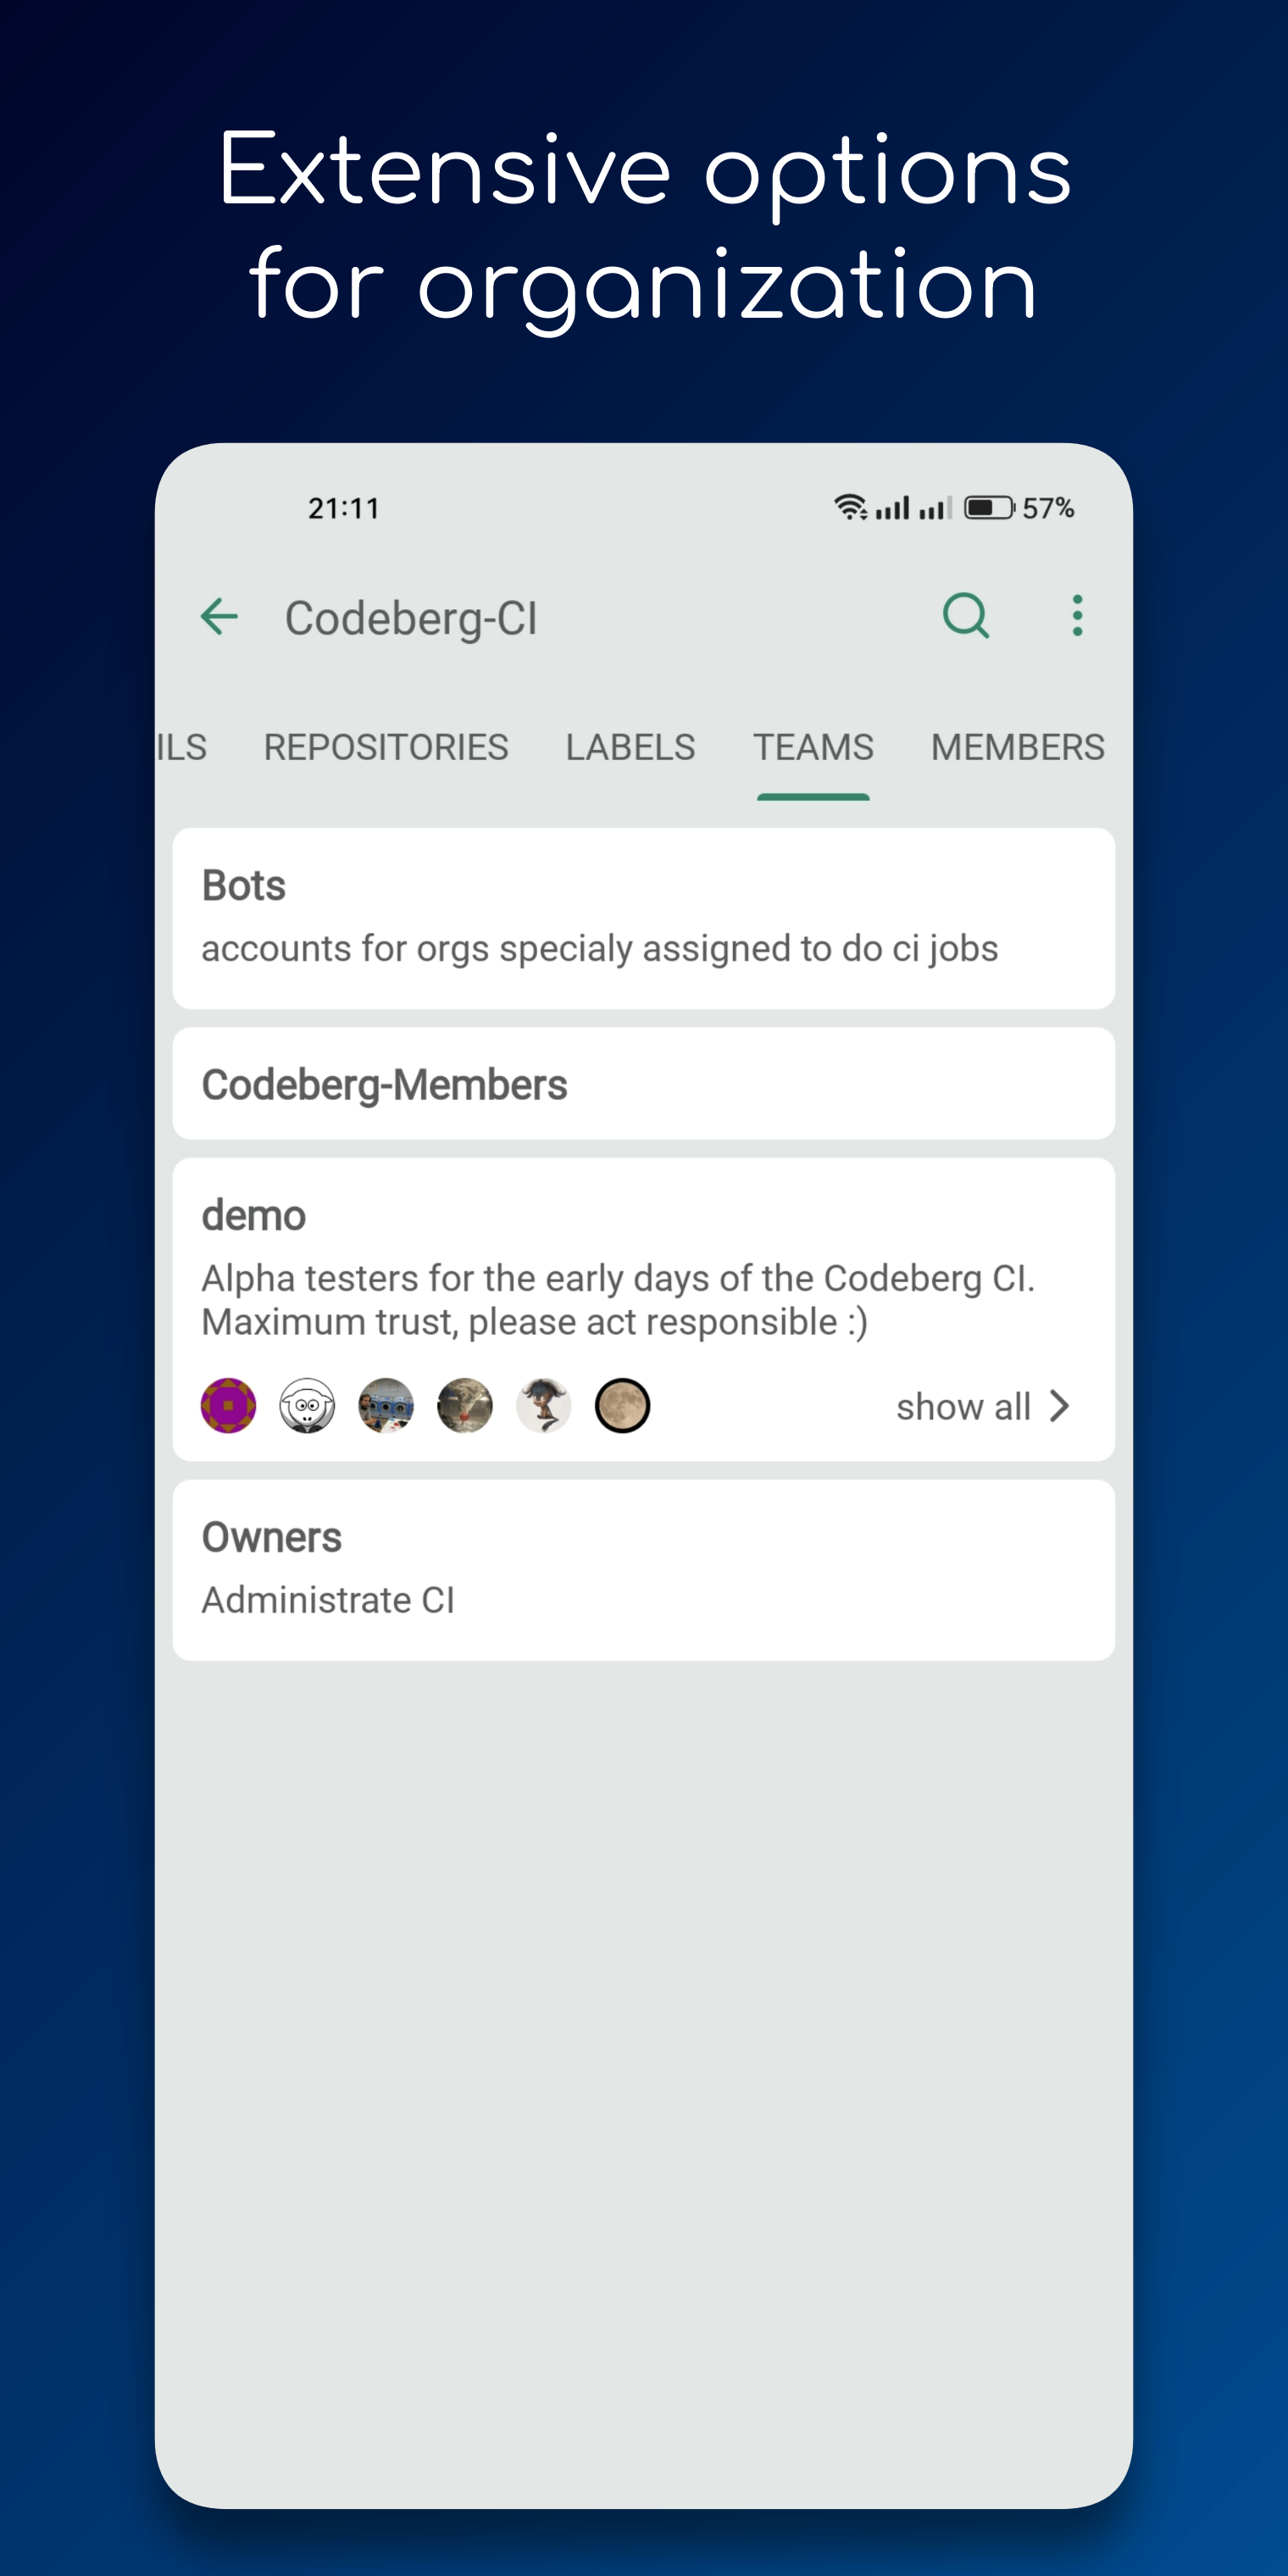 Extensive options
for organization
21:11
57%
Codeberg-CI
ILS REPOSITORIES LABELS TEAMS MEMBERS
Bots
accounts for orgs specialy assigned to do ci jobs
Codeberg-Members
demo
Alpha testers for the early days of the Codeberg CI.
Maximum trust, please act responsible :)
show all
Owners
Administrate CI